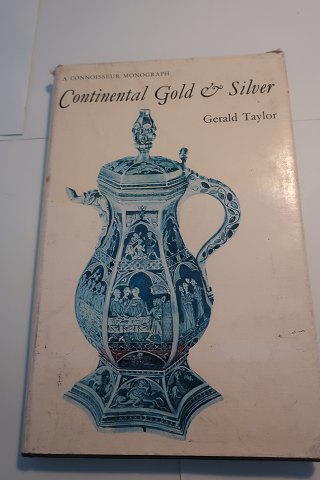 A CONNOISSEUR MONOGRAPH
Continental Gold & Silver
Gerald Taylor